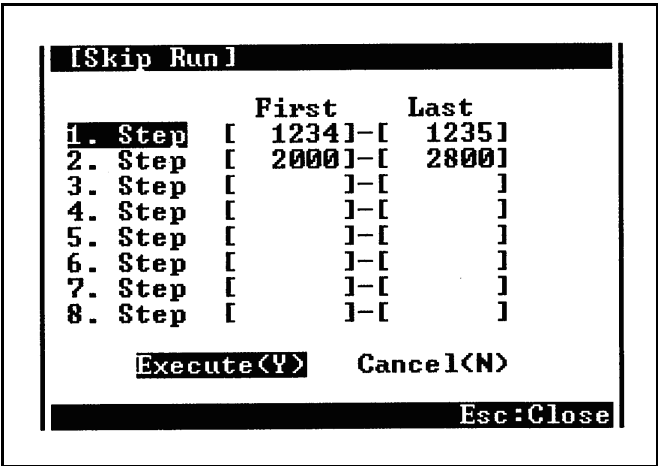 [Skip Run]
First Last
1. Step [ 1234]-[ 1235]
2. Step [ 2000]-[ 2800]
3. Step [ ]-[ ]
4. Step [ ]-[ ]
5. Step [ ]-[ ]
6. Step [ ]-[ ]
7. Step [ ]-[ ]
8. Step [ ]-[ ]
Execute(Y) Cancel(N)
Esc:Close